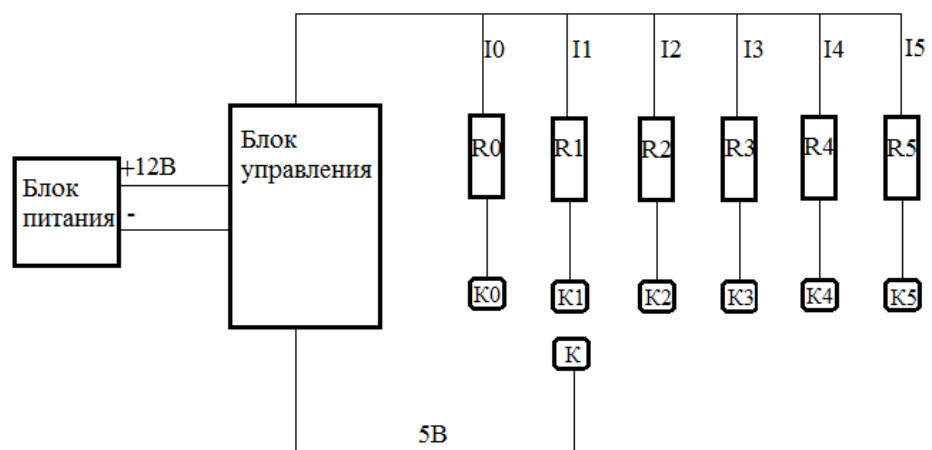 I0 I1 I2 I3 I4 I5
Блок
управления
R0 R1 R2 R3 R4 R5
+12В
Блок
питания
-
К0 К1 К2 К3 К4 К5
К
5В